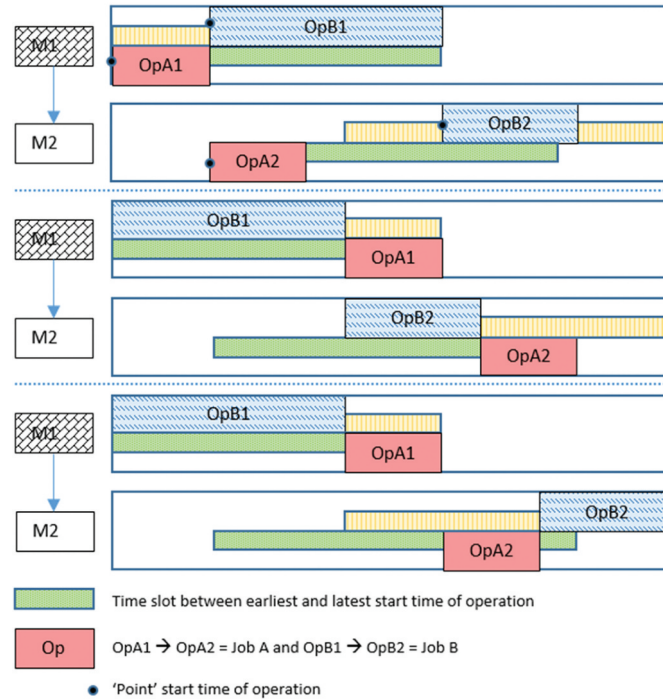 M1
OpB1
OpA1
M2
OpB2
OpA2
M1
OpB1
OpA1
M2
OpB2
OpA2
M1
OpB1
OpA1
M2
OpB2
OpA2
Time slot between earliest and latest start time of operation
Op
OpA1 → OpA2 = Job A and OpB1 → OpB2 = Job B
'Point' start time of operation